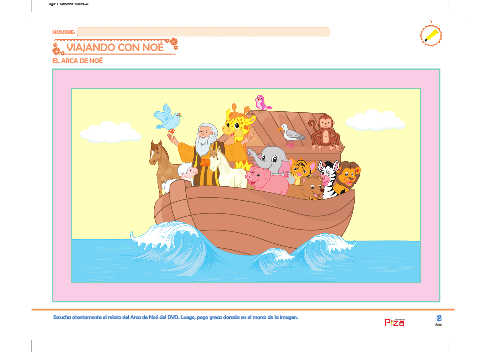 NOMBRE:
VIAJANDO CON NOÉ
EL ARCA DE NOÉ
Escucha atentamente el relato del Arca de Noé del DVD. Luego, pega greca dorada en el marco de la imagen.
Piza